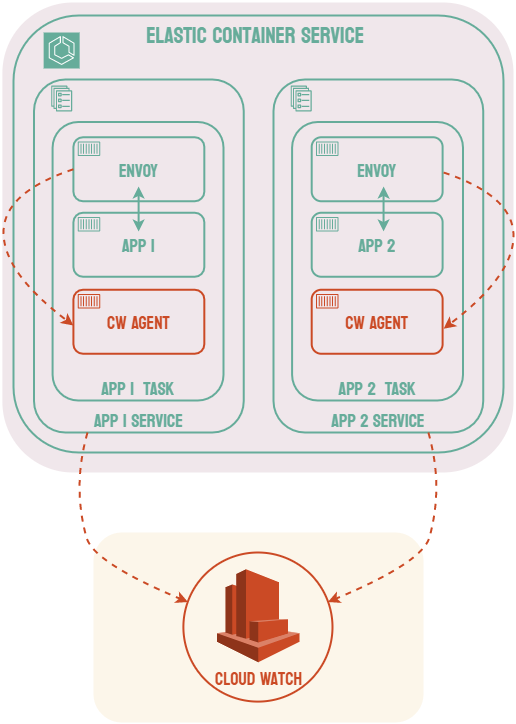 ELASTIC CONTAINER SERVICE
ENVOY
APP 1
CW AGENT
APP 1 TASK
APP 1 SERVICE
ENVOY
APP 2
CW AGENT
APP 2 TASK
APP 2 SERVICE
CLOUD WATCH